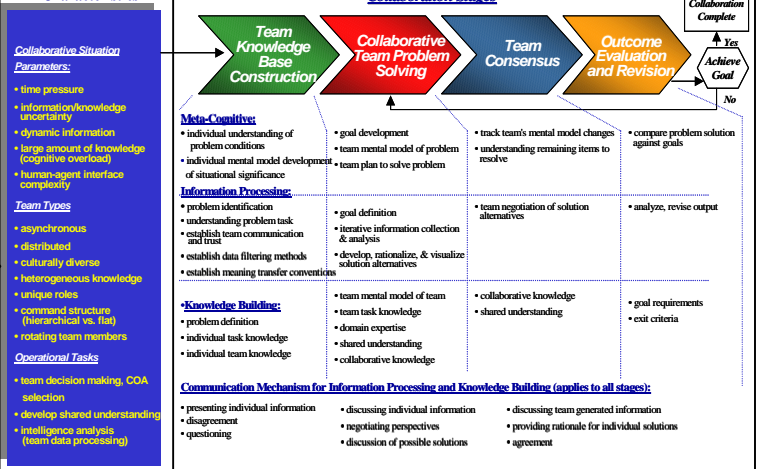 Collaboration Stages
Collaboration
Complete
Yes
Achieve
Goal
No
Team
Knowledge
Base
Construction
Collaborative
Team Problem
Solving
Team
Consensus
Outcome
Evaluation
and Revision
Collaborative Situation
Parameters:
• time pressure
• information/knowledge
uncertainty
• dynamic information
• large amount of knowledge
(cognitive overload)
• human-agent interface
complexity
Team Types
• asynchronous
• distributed
• culturally diverse
• heterogeneous knowledge
• unique roles
• command structure
(hierarchical vs. flat)
• rotating team members
Operational Tasks
• team decision making, COA
selection
• develop shared understanding
• intelligence analysis
(team data processing)
Meta-Cognitive:
• individual understanding of
problem conditions
• individual mental model development
of situational significance
• goal development
• team mental model of problem
• team plan to solve problem
• track team's mental model changes
• understanding remaining items to
resolve
• compare problem solution
against goals
Information Processing:
• problem identification
• understanding problem task
• establish team communication
and trust
• establish data filtering methods
• establish meaning transfer conventions
• goal definition
• iterative information collection
& analysis
• develop, rationalize, & visualize
solution alternatives
• team negotiation of solution
alternatives
• analyze, revise output
•Knowledge Building:
• problem definition
• individual task knowledge
• individual team knowledge
• team mental model of team
• team task knowledge
• domain expertise
• shared understanding
• collaborative knowledge
• collaborative knowledge
• shared understanding
• goal requirements
• exit criteria
Communication Mechanism for Information Processing and Knowledge Building (applies to all stages):
• presenting individual information
• disagreement
• questioning
• discussing individual information
• negotiating perspectives
• discussion of possible solutions
• discussing team generated information
• providing rationale for individual solutions
• agreement